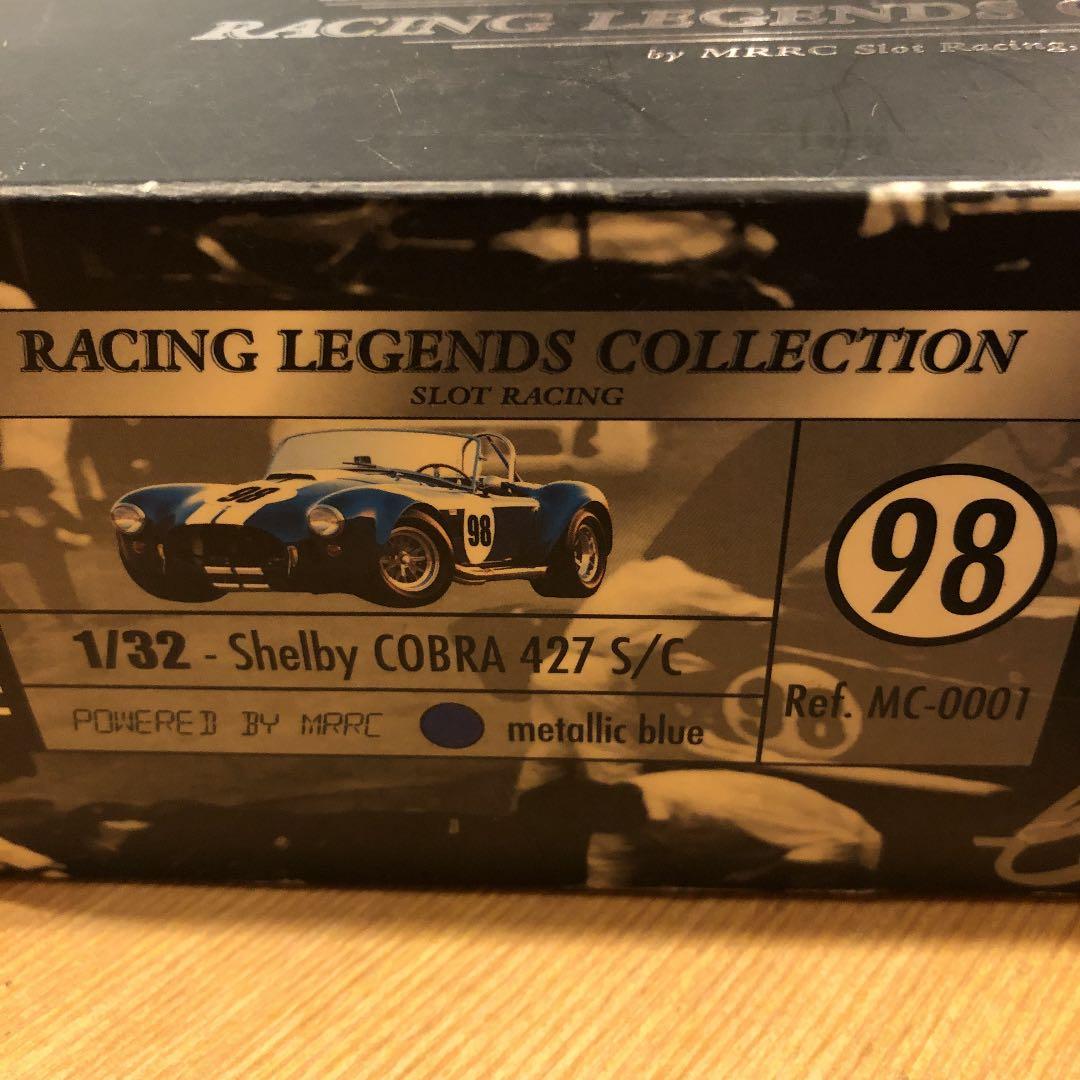 RACING LEGENDS
by MRRC Slot Racing,
RACING LEGENDS COLLECTION
SLOT RACING
98
98
98
1/32 - Shelby COBRA 427 S/C
Ref. MC-0001
POWERED BY MRRC
metallic blue
98